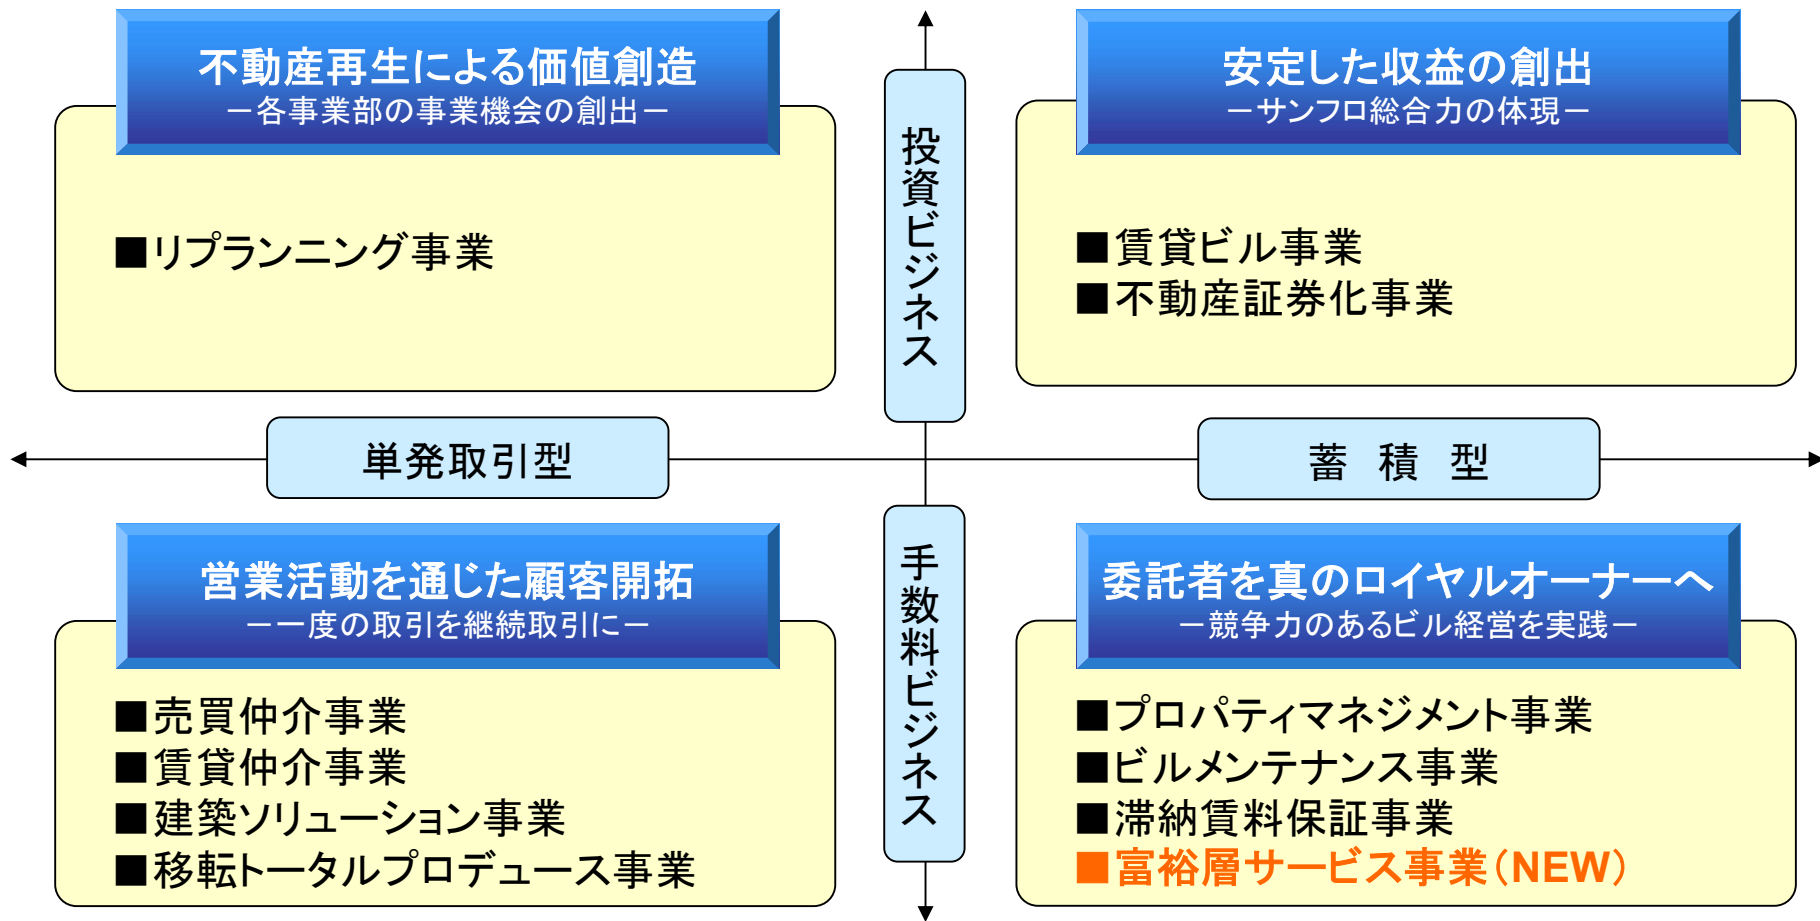 不動産再生による価値創造
－各事業部の事業機会の創出－
■リプランニング事業
投資ビジネス
安定した収益の創出
－サンフロ総合力の体現－
■賃貸ビル事業
■不動産証券化事業
単発取引型
蓄 積 型
営業活動を通じた顧客開拓
－一度の取引を継続取引に－
■売買仲介事業
■賃貸仲介事業
■建築ソリューション事業
■移転トータルプロデュース事業
手数料ビジネス
委託者を真のロイヤルオーナーへ
－競争力のあるビル経営を実践－
■プロパティマネジメント事業
■ビルメンテナンス事業
■滞納賃料保証事業
■富裕層サービス事業（NEW）